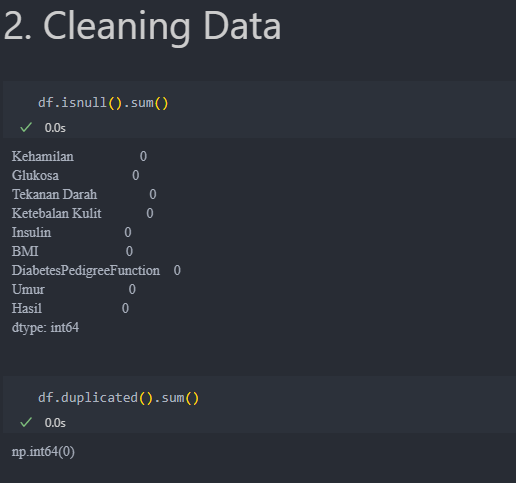 2. Cleaning Data
df.isnull().sum()
0.0s
Kehamilan 0
Glukosa 0
Tekanan Darah 0
Ketebalan Kulit 0
Insulin 0
BMI 0
DiabetesPedigreeFunction 0
Umur 0
Hasil 0
dtype: int64
df.duplicated().sum()
0.0s
np.int64(0)